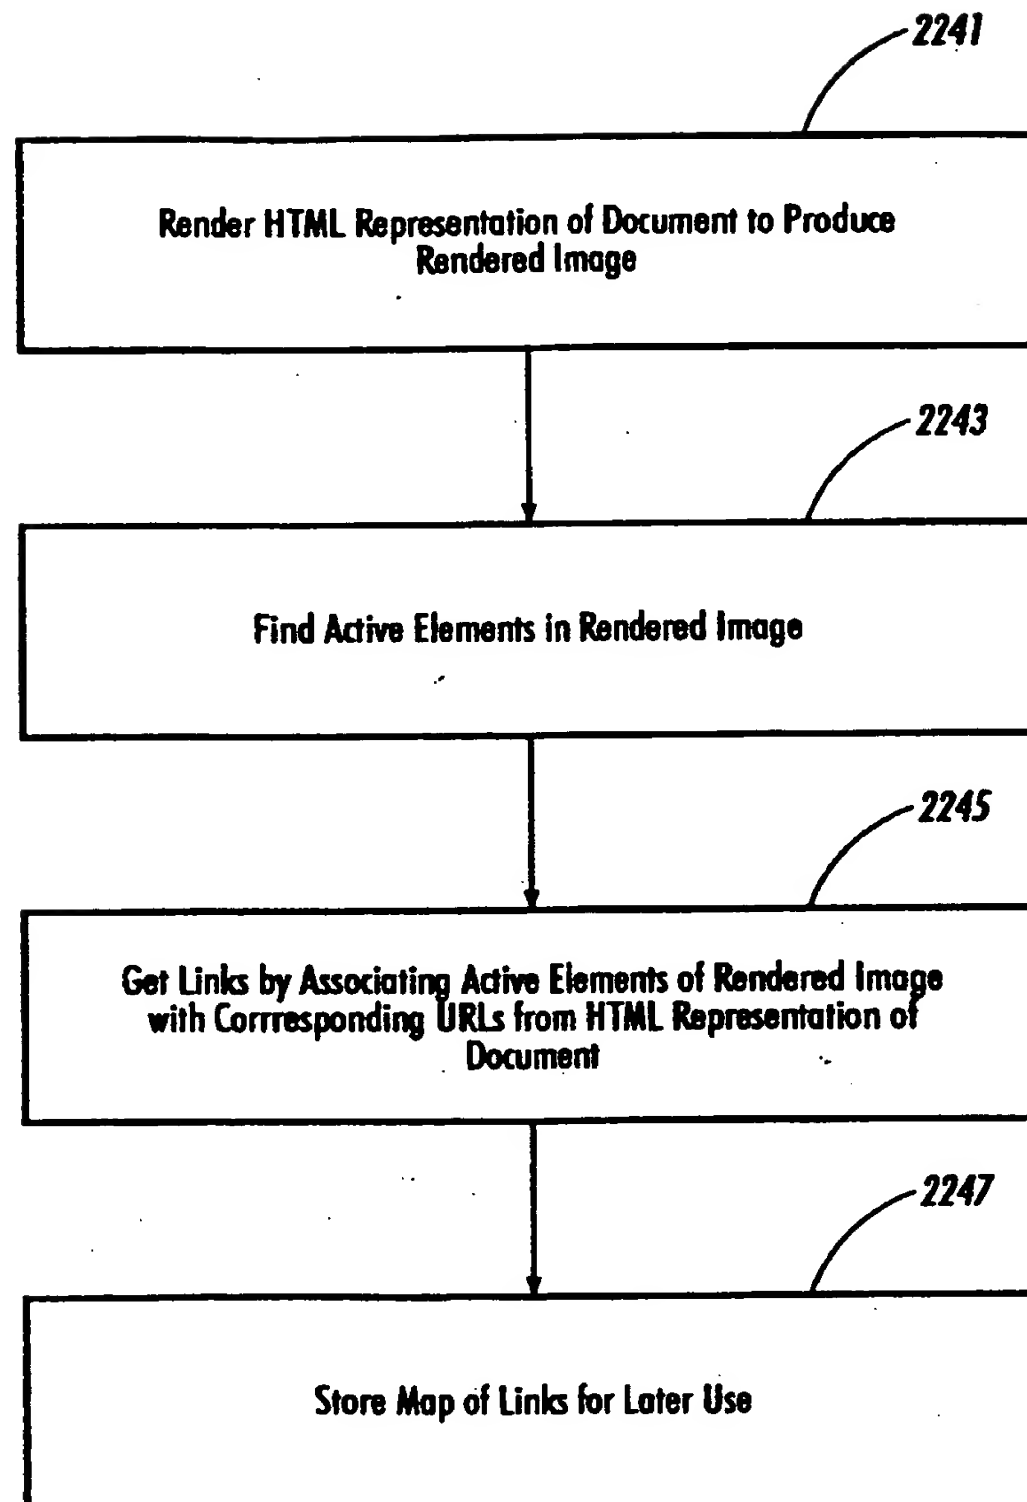 2241
Render HTML Representation of Document to Produce
Rendered Image
2243
Find Active Elements in Rendered Image
2245
Get Links by Associating Active Elements of Rendered Image
with Corrresponding URLs from HTML Representation of
Document
2247
Store Map of Links for Later Use